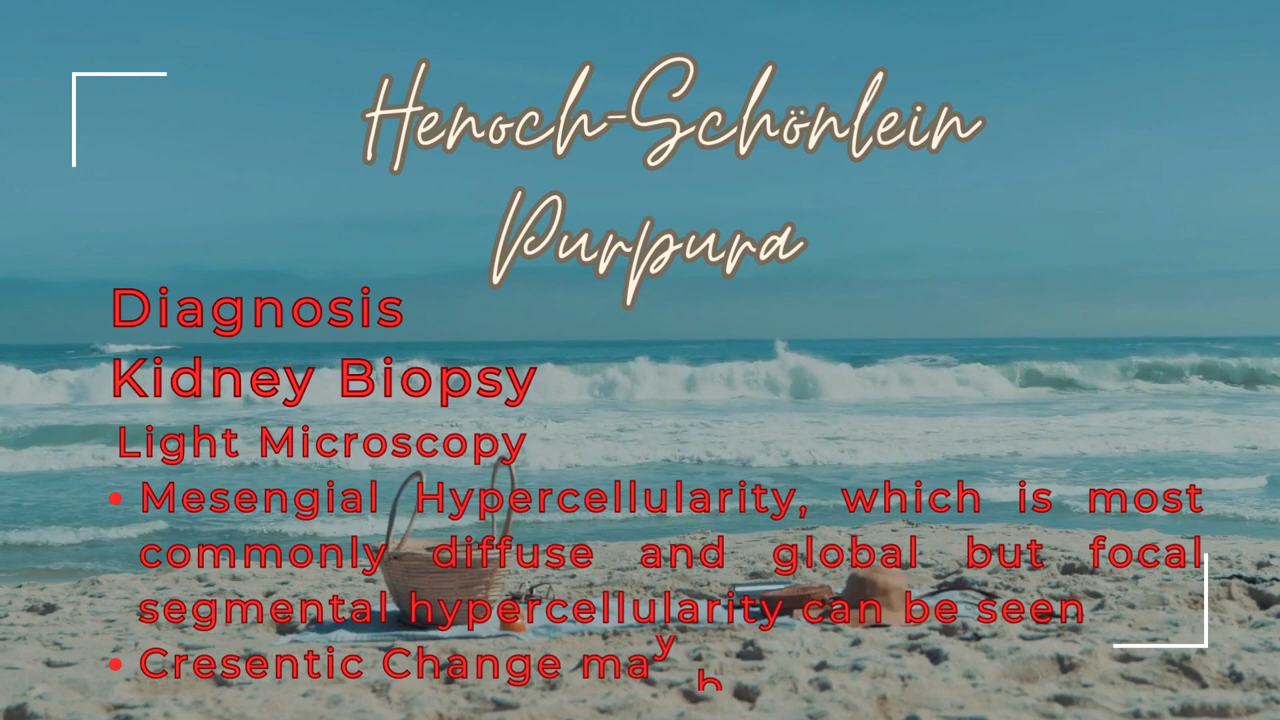 Henoch-Schönlein
Purpura
Diagnosis
Kidney Biopsy
Light Microscopy
• Mesengial Hypercellularity, which is most
commonly diffuse and global but focal
segmental hypercellularity can be seen
• Cresentic Change may